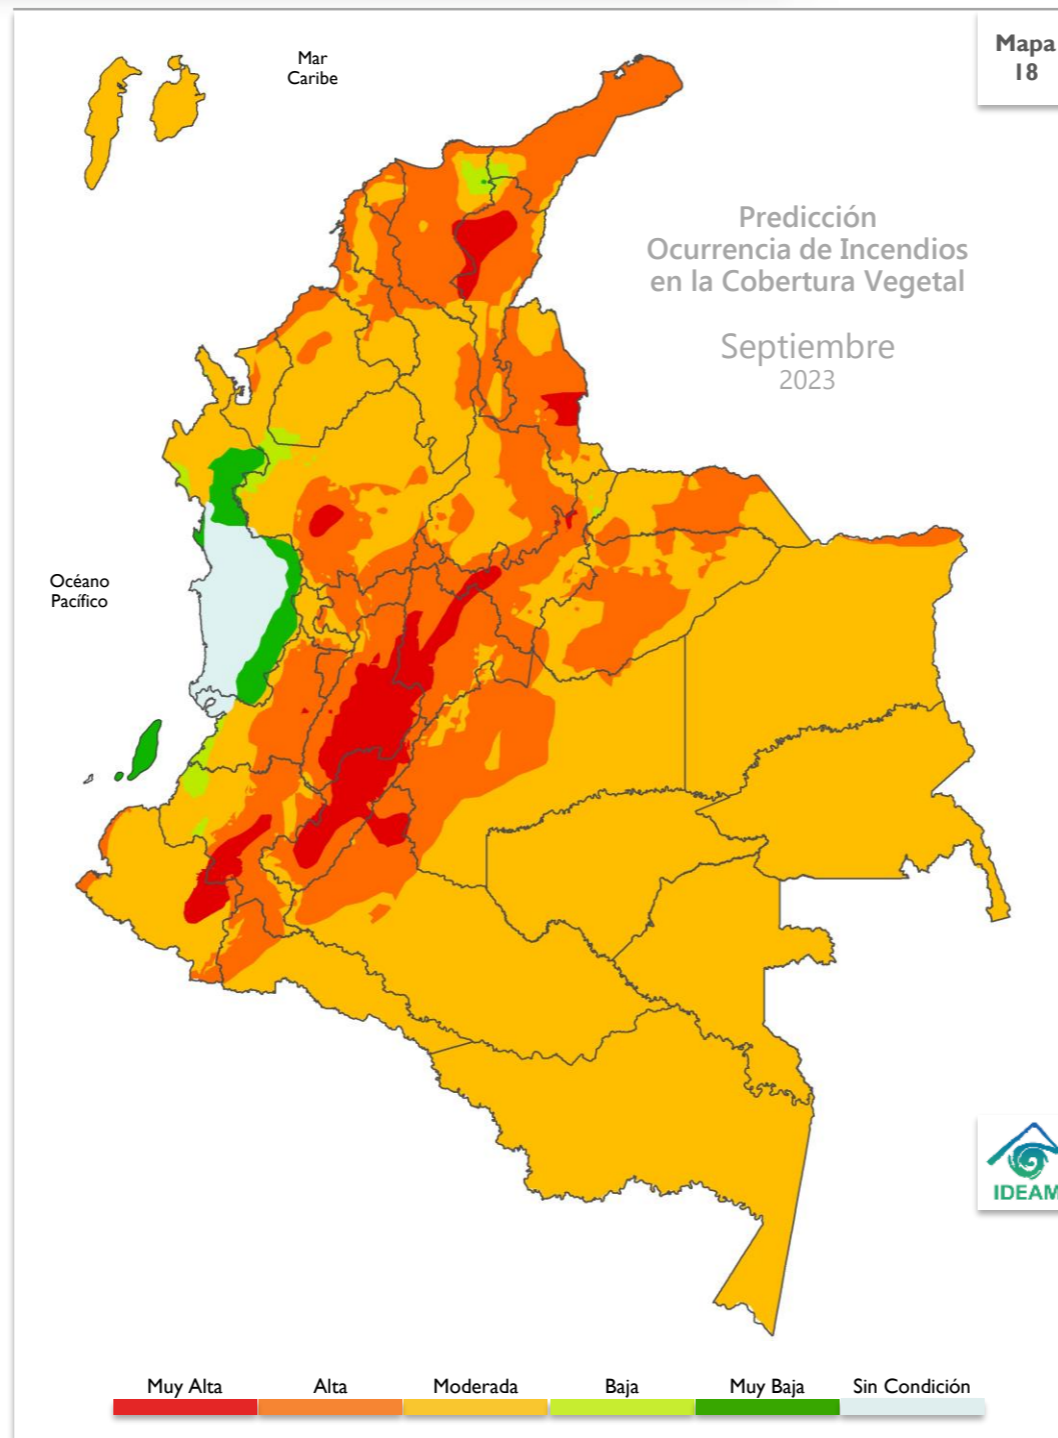 Mapa
18
Mar
Caribe
Predicción
Ocurrencia de Incendios
en la Cobertura Vegetal
Septiembre
2023
Océano
Pacífico
IDEAM
Muy Alta
Alta
Moderada
Baja
Muy Baja
Sin Condición